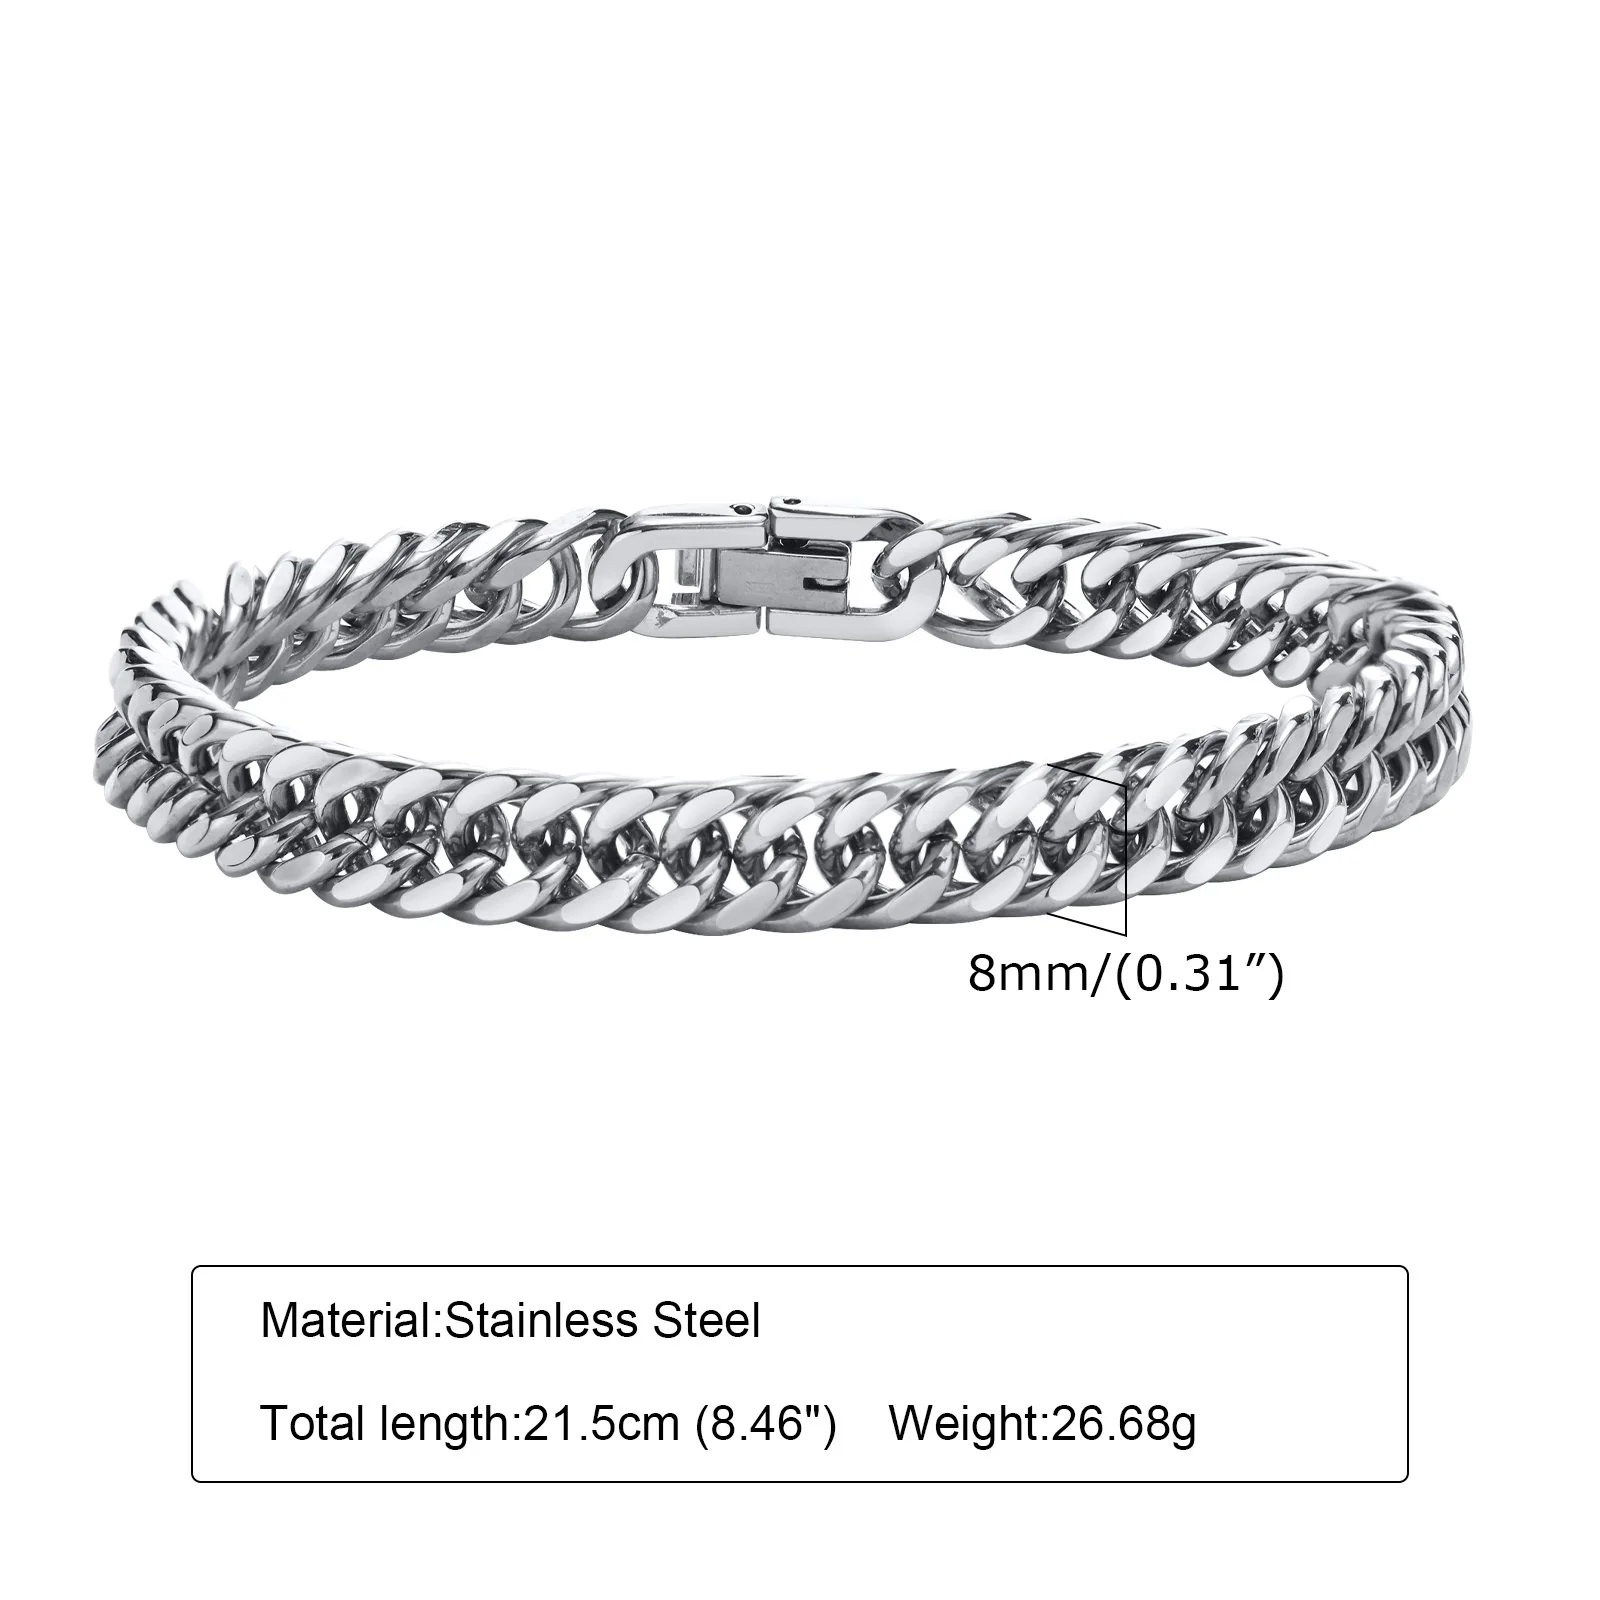 8mm/(0.31″)
Material:Stainless Steel
Total length:21.5cm (8.46") Weight:26.68g